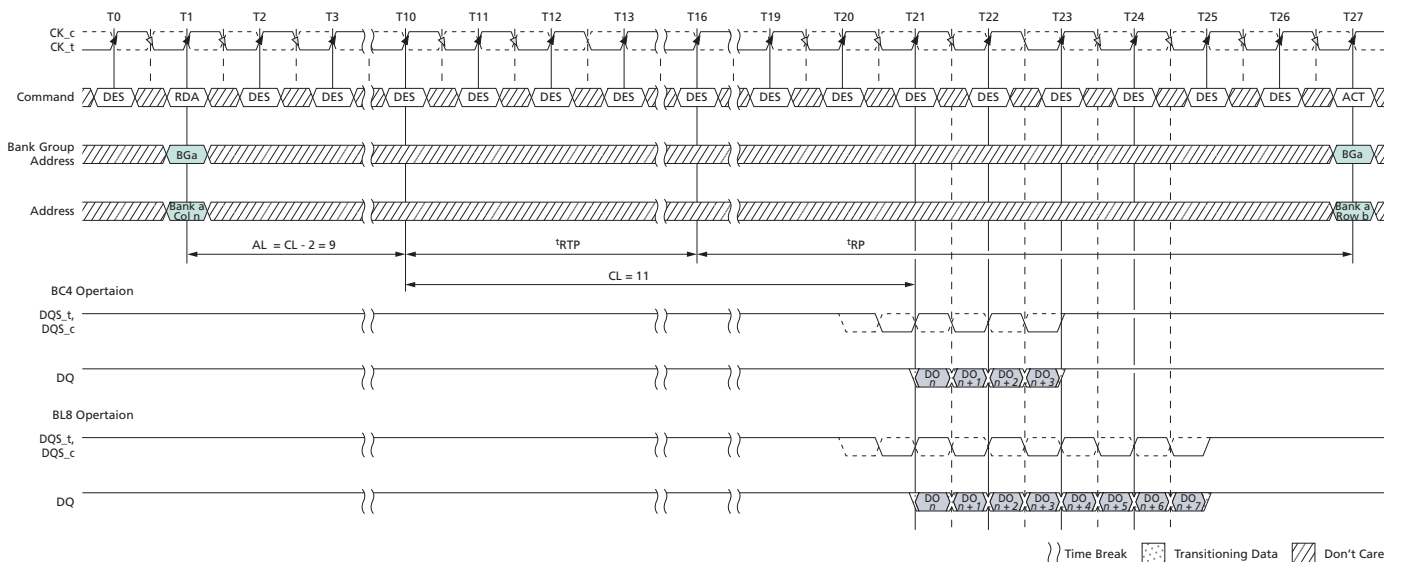 T0 T1 T2 T3 T10 T11 T12 T13 T16 T19 T20 T21 T22 T23 T24 T25 T26 T27
CK_c
CK_t
Command DES RDA DES DES DES DES DES DES DES DES DES DES DES DES DES DES DES ACT
Bank Group
Address
BGa BGa
Address
Bank a
Col n
Bank a
Row b
AL = CL - 2 = 9 tRTP tRP
CL = 11
BC4 Opertaion
DQS_t,
DQS_c
DQ
DO
n
DO
n + 1
DO
n + 2
DO
n + 3
BL8 Opertaion
DQS_t,
DQS_c
DQ
DO
n
DO
n + 1
DO
n + 2
DO
n + 3
DO
n + 4
DO
n + 5
DO
n + 6
DO
n + 7
Time Break Transitioning Data Don't Care